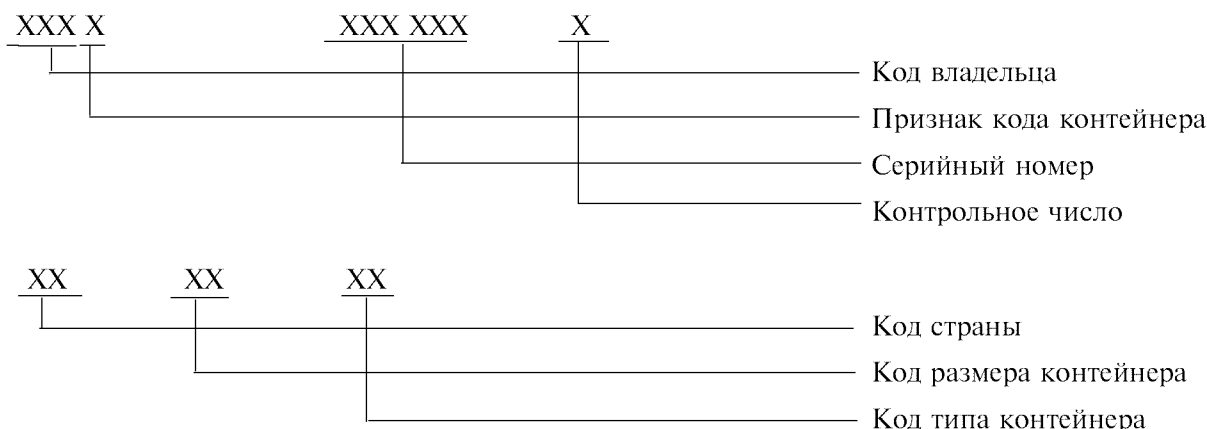 XXX X XXX XXX X
Код владельца
Признак кода контейнера
Серийный номер
Контрольное число
XX XX XX
Код страны
Код размера контейнера
Код типа контейнера